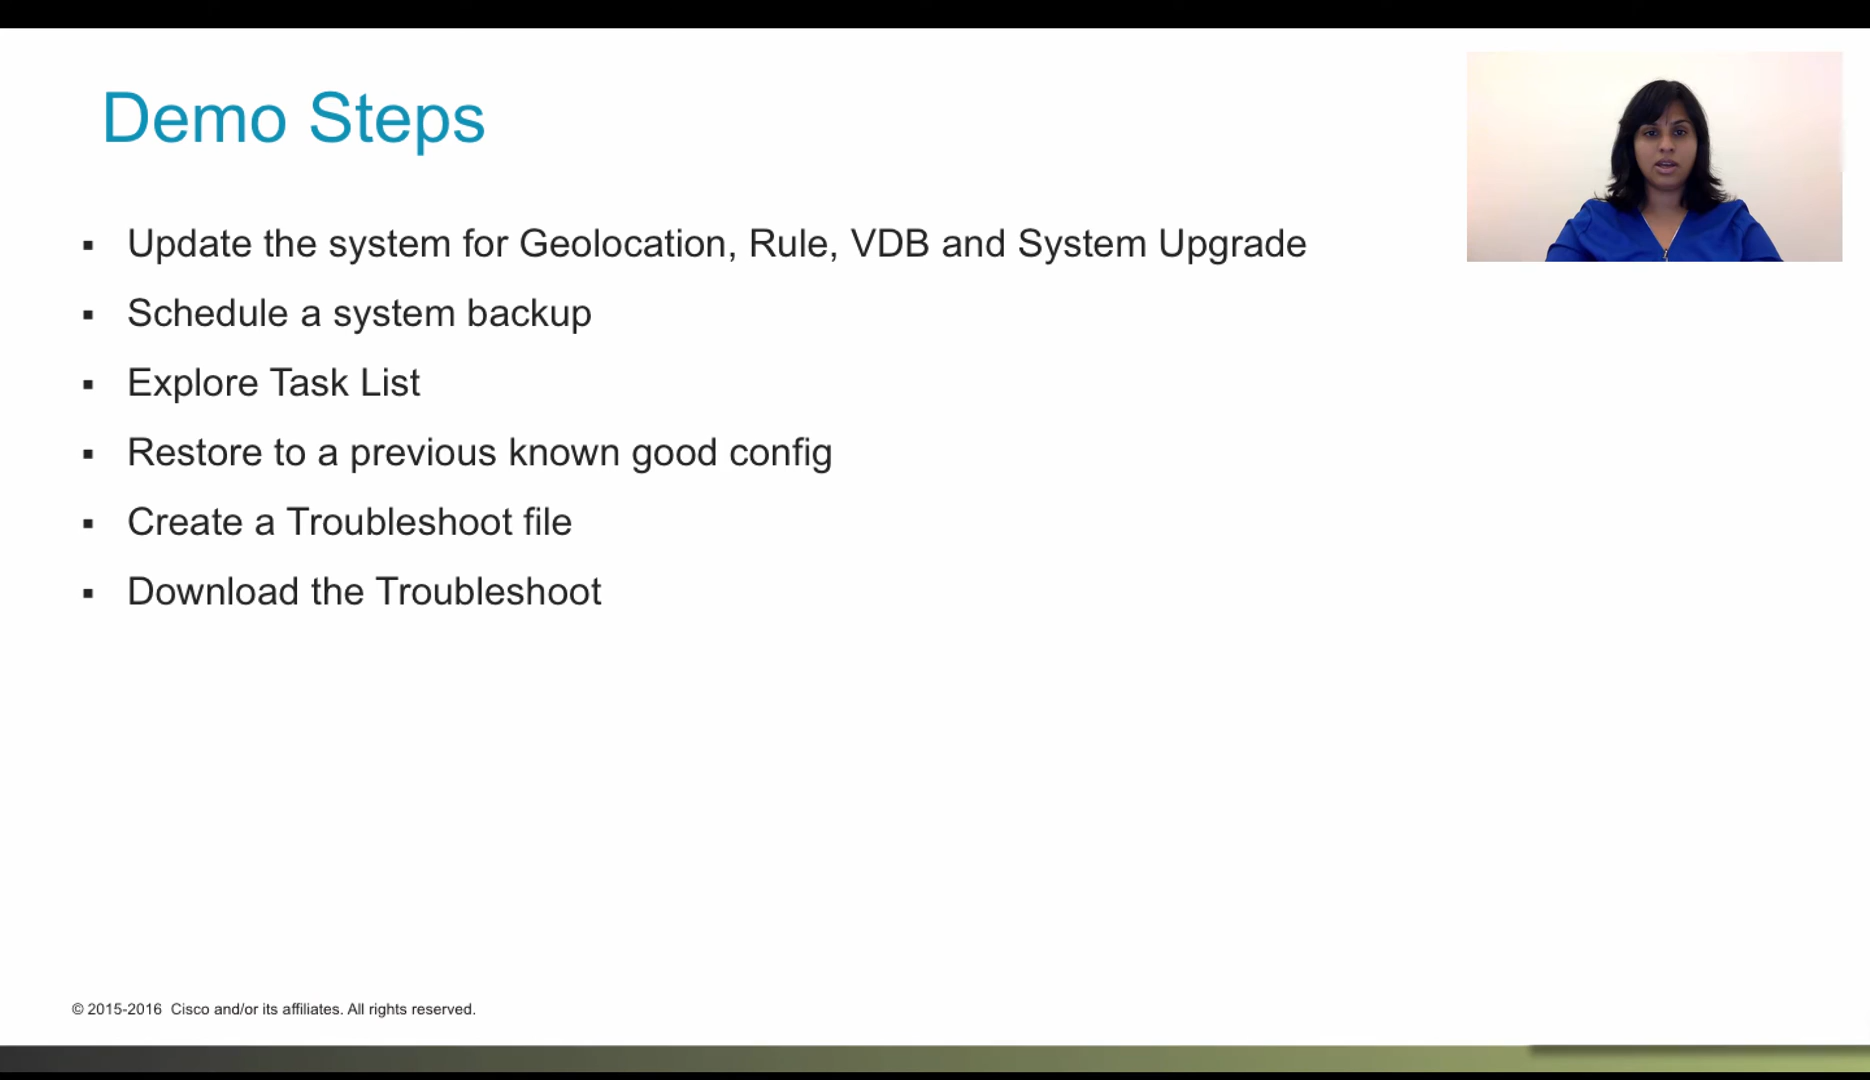 Demo Steps
▪ Update the system for Geolocation, Rule, VDB and System Upgrade
▪ Schedule a system backup
▪ Explore Task List
▪ Restore to a previous known good config
▪ Create a Troubleshoot file
▪ Download the Troubleshoot
© 2015-2016 Cisco and/or its affiliates. All rights reserved.